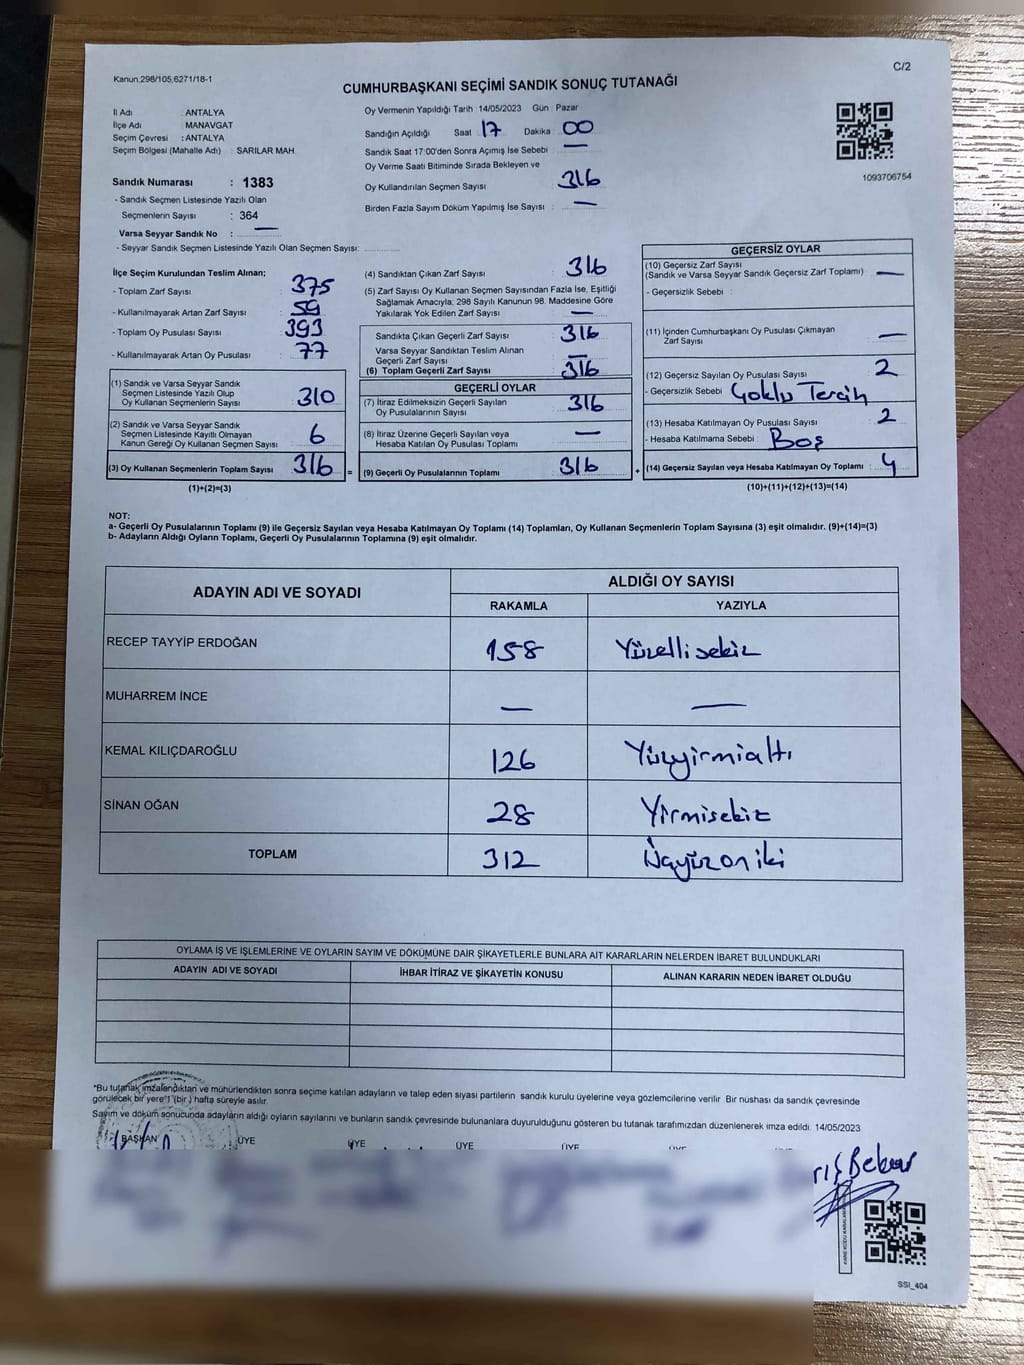 Kanun,298/105,6271/18-1
C/2
CUMHURBAŞKANI SEÇİMİ SANDIK SONUÇ TUTANAĞI
İl Adı : ANTALYA
İlçe Adı : MANAVGAT
Seçim Çevresi : ANTALYA
Seçim Bölgesi (Mahalle Adı) : SARILAR MAH.
Sandık Numarası : 1383
- Sandık Seçmen Listesinde Yazılı Olan
Seçmenlerin Sayısı : 364
Varsa Seyyar Sandık No : —
- Seyyar Sandık Seçmen Listesinde Yazılı Olan Seçmen Sayısı:
Oy Vermenin Yapıldığı Tarih : 14/05/2023 Gün : Pazar
Sandığın Açıldığı Saat 17 Dakika 00
Sandık Saat 17:00'den Sonra Açımış İse Sebebi : —
Oy Verme Saati Bitiminde Sırada Bekleyen ve
Oy Kullandırılan Seçmen Sayısı : 316
Birden Fazla Sayım Döküm Yapılmış İse Sayısı : —
1093706754
İlçe Seçim Kurulundan Teslim Alınan;
- Toplam Zarf Sayısı : 375
- Kullanılmayarak Artan Zarf Sayısı : 59
- Toplam Oy Pusulası Sayısı : 393
- Kullanılmayarak Artan Oy Pusulası : 77
(1) Sandık ve Varsa Seyyar Sandık
Seçmen Listesinde Yazılı Olup
Oy Kullanan Seçmenlerin Sayısı : 310
(2) Sandık ve Varsa Seyyar Sandık
Seçmen Listesinde Kayıtlı Olmayan
Kanun Gereği Oy Kullanan Seçmen Sayısı : 6
(3) Oy Kullanan Seçmenlerin Toplam Sayısı : 316 =
(1)+(2)=(3)
(4) Sandıktan Çıkan Zarf Sayısı : 316
(5) Zarf Sayısı Oy Kullanan Seçmen Sayısından Fazla İse, Eşitliği
Sağlamak Amacıyla; 298 Sayılı Kanunun 98. Maddesine Göre
Yakılarak Yok Edilen Zarf Sayısı : —
Sandıkta Çıkan Geçerli Zarf Sayısı : 316
Varsa Seyyar Sandıktan Teslim Alınan
Geçerli Zarf Sayısı : —
(6) Toplam Geçerli Zarf Sayısı : 316
GEÇERLİ OYLAR
(7) İtiraz Edilmeksizin Geçerli Sayılan
Oy Pusulalarının Sayısı : 316
(8) İtiraz Üzerine Geçerli Sayılan veya
Hesaba Katılan Oy Pusulası Toplamı : —
(9) Geçerli Oy Pusulalarının Toplamı : 316 +
GEÇERSİZ OYLAR
(10) Geçersiz Zarf Sayısı
(Sandık ve Varsa Seyyar Sandık Geçersiz Zarf Toplamı) : —
- Geçersizlik Sebebi :
(11) İçinden Cumhurbaşkanı Oy Pusulası Çıkmayan
Zarf Sayısı : —
(12) Geçersiz Sayılan Oy Pusulası Sayısı : 2
- Geçersizlik Sebebi : Çoklu Tercih
(13) Hesaba Katılmayan Oy Pusulası Sayısı : 2
- Hesaba Katılmama Sebebi : Boş
(14) Geçersiz Sayılan veya Hesaba Katılmayan Oy Toplamı : 4
(10)+(11)+(12)+(13)=(14)
NOT:
a- Geçerli Oy Pusulalarının Toplamı (9) ile Geçersiz Sayılan veya Hesaba Katılmayan Oy Toplamı (14) Toplamları, Oy Kullanan Seçmenlerin Toplam Sayısına (3) eşit olmalıdır. (9)+(14)=(3)
b- Adayların Aldığı Oyların Toplamı, Geçerli Oy Pusulalarının Toplamına (9) eşit olmalıdır.
ADAYIN ADI VE SOYADI
ALDIĞI OY SAYISI
RAKAMLA YAZIYLA
RECEP TAYYİP ERDOĞAN 158 Yüzellisekiz
MUHARREM İNCE — —
KEMAL KILIÇDAROĞLU 126 Yüzyirmialtı
SİNAN OĞAN 28 Yirmisekiz
TOPLAM 312 Üçyüzoniki
OYLAMA İŞ VE İŞLEMLERİNE VE OYLARIN SAYIM VE DÖKÜMÜNE DAİR ŞİKAYETLERLE BUNLARA AİT KARARLARIN NELERDEN İBARET BULUNDUKLARI
ADAYIN ADI VE SOYADI İHBAR İTİRAZ VE ŞİKAYETİN KONUSU ALINAN KARARIN NEDEN İBARET OLDUĞU
*Bu tutanak imzalandıktan ve mühürlendikten sonra seçime katılan adayların ve talep eden siyasi partilerin sandık kurulu üyelerine veya gözlemcilerine verilir. Bir nüshası da sandık çevresinde
görülecek bir yere 1 (bir) hafta süreyle asılır.
Sayım ve döküm sonucunda adayların aldığı oyların sayılarını ve bunların sandık çevresinde bulunanlara duyurulduğunu gösteren bu tutanak tarafımızdan düzenlenerek imza edildi. 14/05/2023
BAŞKAN ÜYE ÜYE ÜYE ÜYE ÜYE
SSI_404